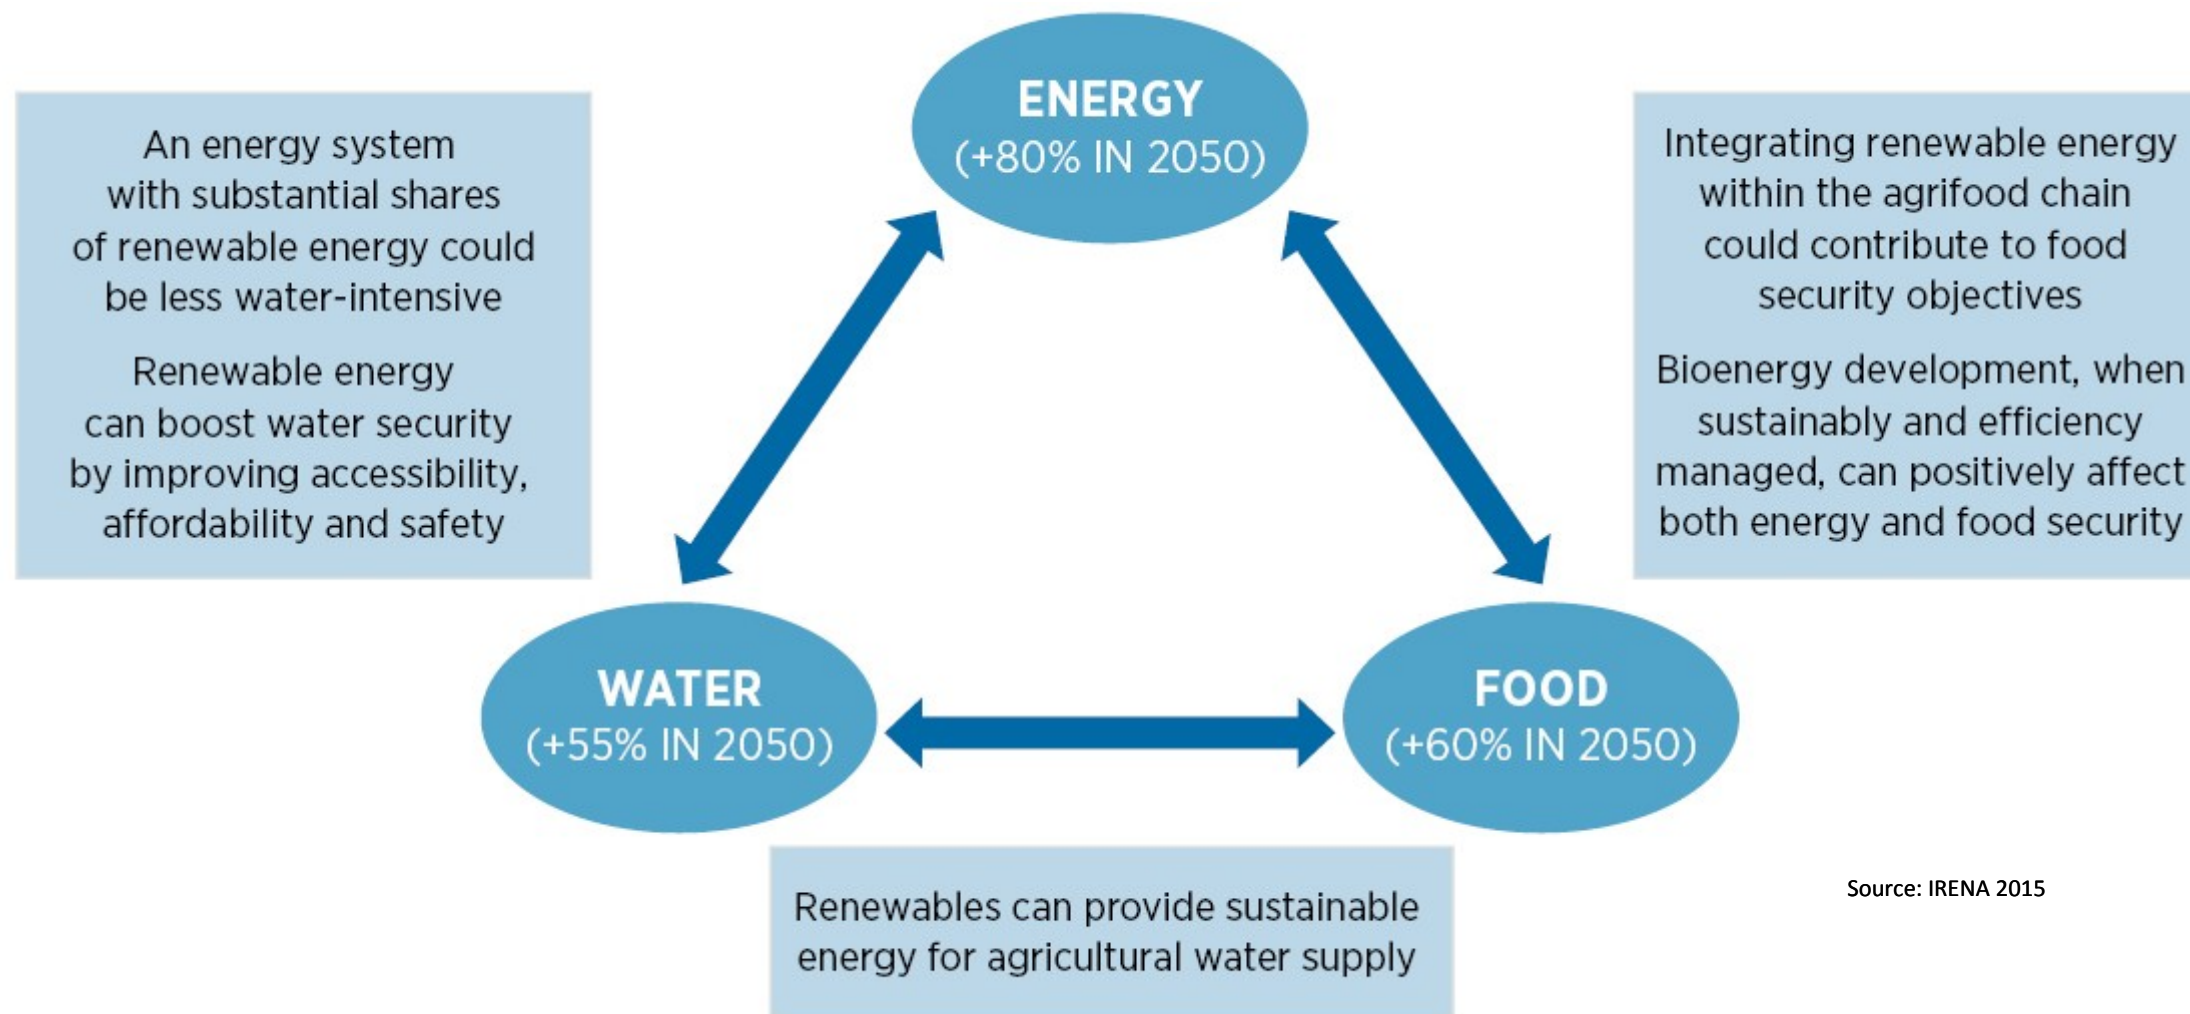 ENERGY
(+80% IN 2050)
An energy system
with substantial shares
of renewable energy could
be less water-intensive
Renewable energy
can boost water security
by improving accessibility,
affordability and safety
Integrating renewable energy
within the agrifood chain
could contribute to food
security objectives
Bioenergy development, when
sustainably and efficiency
managed, can positively affect
both energy and food security
WATER
(+55% IN 2050)
FOOD
(+60% IN 2050)
Renewables can provide sustainable
energy for agricultural water supply
Source: IRENA 2015